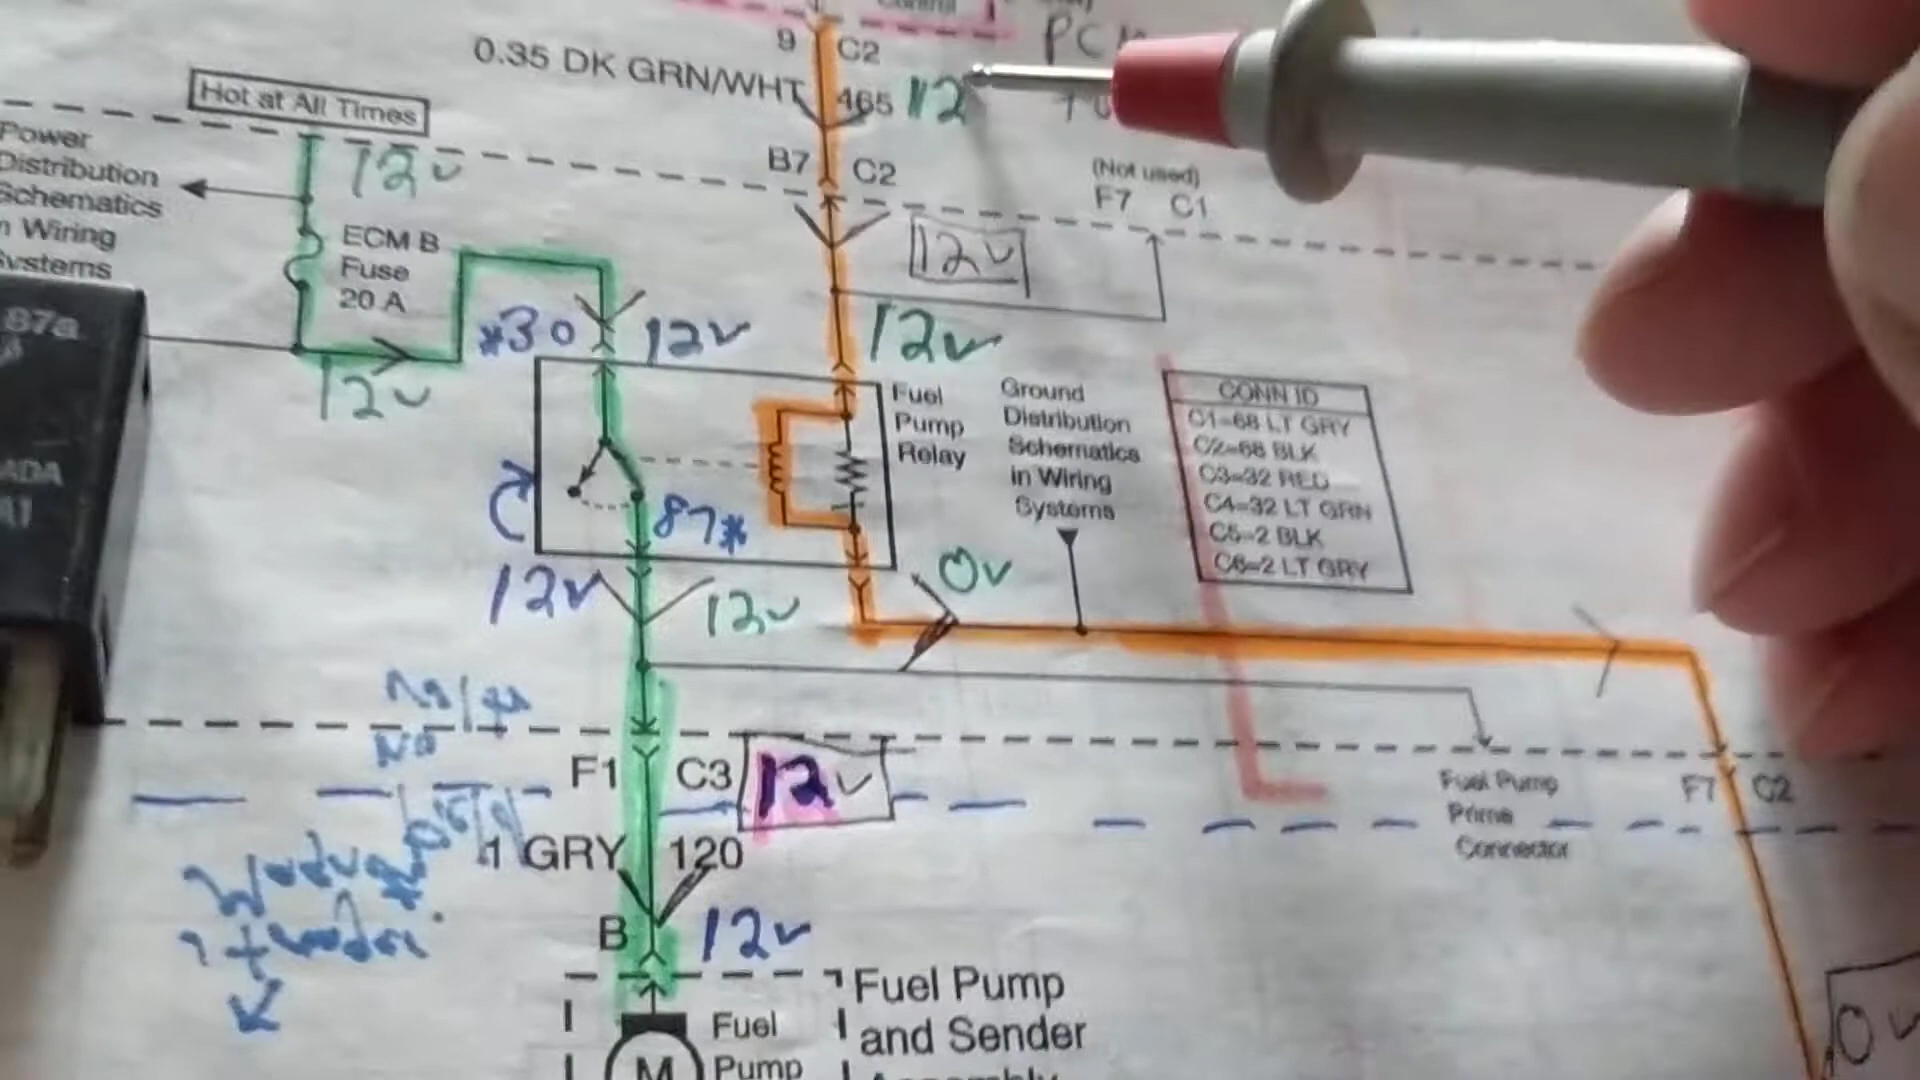 Control
9 C2
PC
0.35 DK GRN/WHT 465 12
Hot at All Times
12v
B7 C2
(Not used)
F7 C1
Power
Distribution
Schematics
n Wiring
Systems
ECM B
Fuse
20 A
12v
*30 12v
12v
12v
87a
Fuel
Pump
Relay
Ground
Distribution
Schematics
in Wiring
Systems
CONN ID
C1=68 LT GRY
C2=68 BLK
C3=32 RED
C4=32 LT GRN
C5=2 BLK
C6=2 LT GRY
87*
12v 12v
0v
F1 C3 12v
Fuel Pump
Prime
Connector
F7 C2
1 GRY 120
B 12v
Fuel Pump
and Sender
Assembly
Fuel
Pump
M
0v